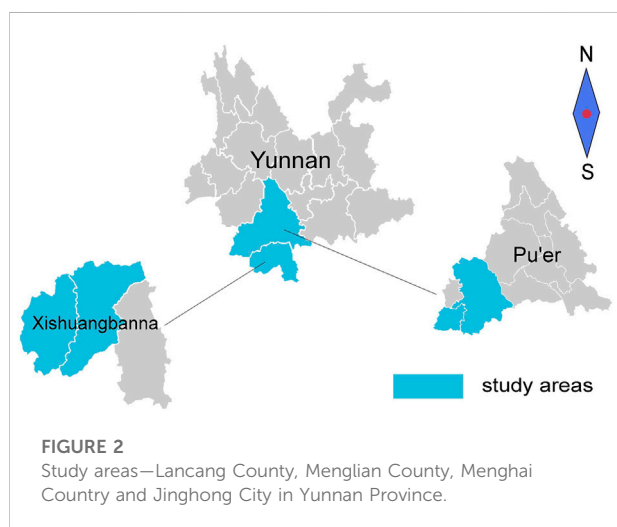 N
Yunnan
S
Pu'er
Xishuangbanna
study areas
FIGURE 2
Study areas—Lancang County, Menglian County, Menghai
Country and Jinghong City in Yunnan Province.